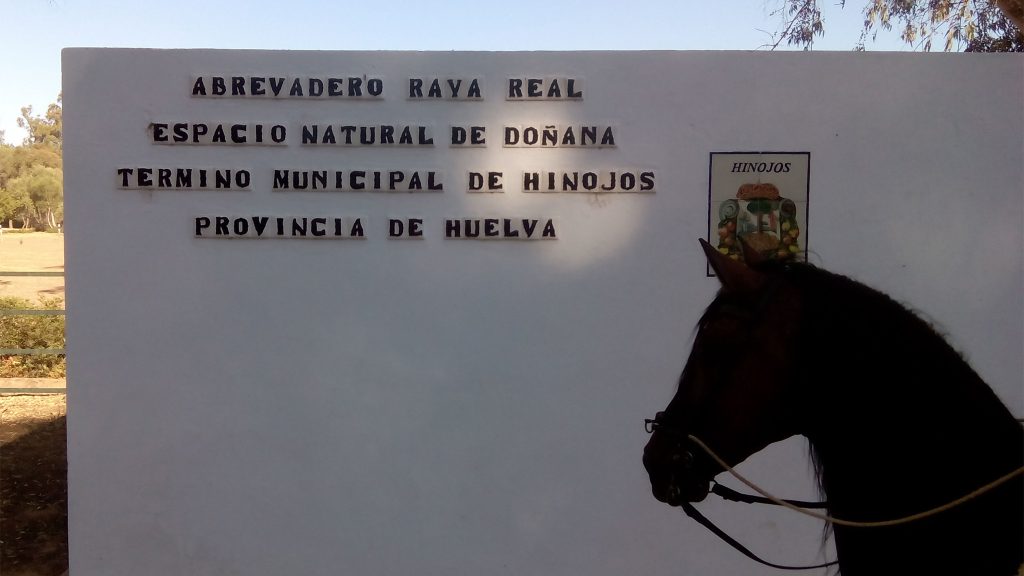 ABREVADERO RAYA REAL
ESPACIO NATURAL DE DOÑANA
TERMINO MUNICIPAL DE HINOJOS
PROVINCIA DE HUELVA
HINOJOS